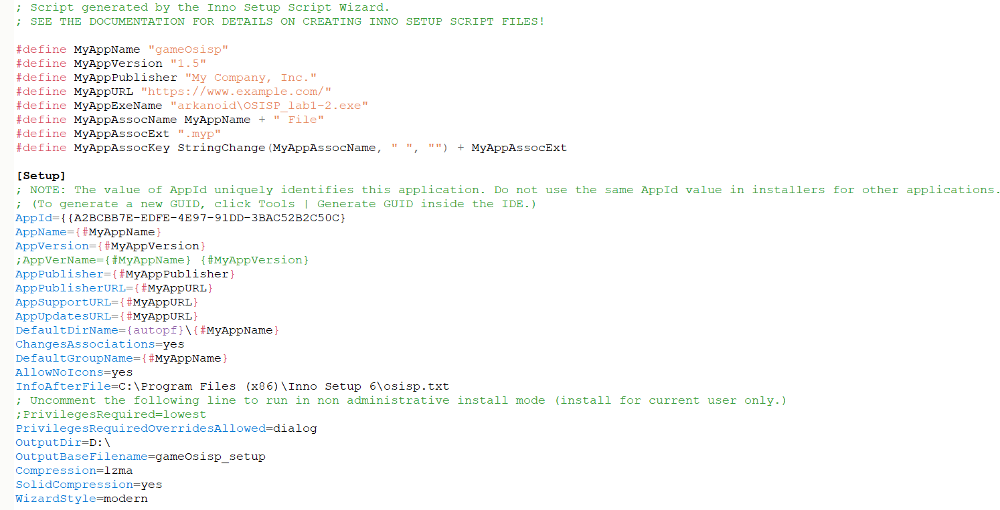 ; Script generated by the Inno Setup Script Wizard.
; SEE THE DOCUMENTATION FOR DETAILS ON CREATING INNO SETUP SCRIPT FILES!
#define MyAppName "gameOsisp"
#define MyAppVersion "1.5"
#define MyAppPublisher "My Company, Inc."
#define MyAppURL "https://www.example.com/"
#define MyAppExeName "arkanoid\OSISP_lab1-2.exe"
#define MyAppAssocName MyAppName + " File"
#define MyAppAssocExt ".myp"
#define MyAppAssocKey StringChange(MyAppAssocName, " ", "") + MyAppAssocExt
[Setup]
; NOTE: The value of AppId uniquely identifies this application. Do not use the same AppId value in installers for other applications.
; (To generate a new GUID, click Tools | Generate GUID inside the IDE.)
AppId={{A2BCBB7E-EDFE-4E97-91DD-3BAC52B2C50C}
AppName={#MyAppName}
AppVersion={#MyAppVersion}
;AppVerName={#MyAppName} {#MyAppVersion}
AppPublisher={#MyAppPublisher}
AppPublisherURL={#MyAppURL}
AppSupportURL={#MyAppURL}
AppUpdatesURL={#MyAppURL}
DefaultDirName={autopf}\{#MyAppName}
ChangesAssociations=yes
DefaultGroupName={#MyAppName}
AllowNoIcons=yes
InfoAfterFile=C:\Program Files (x86)\Inno Setup 6\osisp.txt
; Uncomment the following line to run in non administrative install mode (install for current user only.)
;PrivilegesRequired=lowest
PrivilegesRequiredOverridesAllowed=dialog
OutputDir=D:\
OutputBaseFilename=gameOsisp_setup
Compression=lzma
SolidCompression=yes
WizardStyle=modern